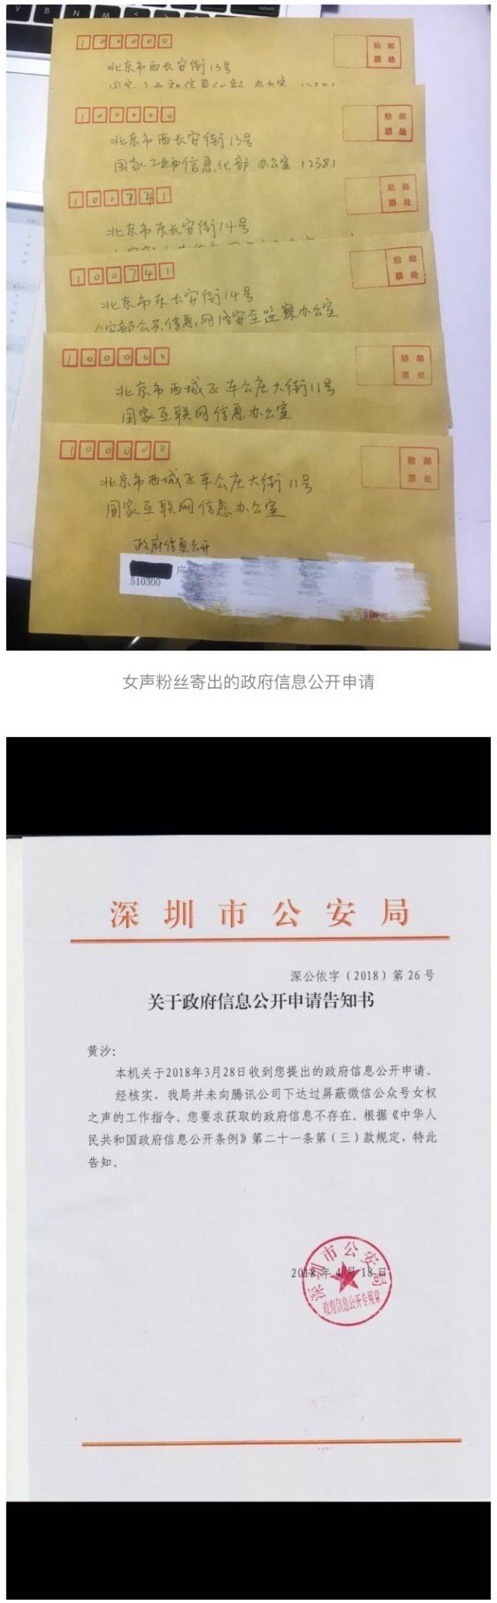 100000
贴 邮
票 处
北京市西长安街13号
100000
贴 邮
票 处
北京市西长安街13号
国家工业和信息化部 办公室 12381
100741
贴 邮
票 处
北京市东长安街14号
100741
贴 邮
票 处
北京市东长安街14号
公安部公共信息网络安全监察办公室
100000
贴 邮
票 处
北京市西城区车公庄大街11号
国家互联网信息办公室
100000
贴 邮
票 处
北京市西城区车公庄大街11号
国家互联网信息办公室
政府信息公开
510300
女声粉丝寄出的政府信息公开申请
深圳市公安局
深公依字（2018）第26号
关于政府信息公开申请告知书
黄沙：
本机关于2018年3月28日收到您提出的政府信息公开申请。
经核实，我局并未向腾讯公司下达过屏蔽微信公众号女权
之声的工作指令。您要求获取的政府信息不存在。根据《中华人
民共和国政府信息公开条例》第二十一条第（三）款规定，特此
告知。
深圳市公安局
2018年4月18日
政府信息公开专用章